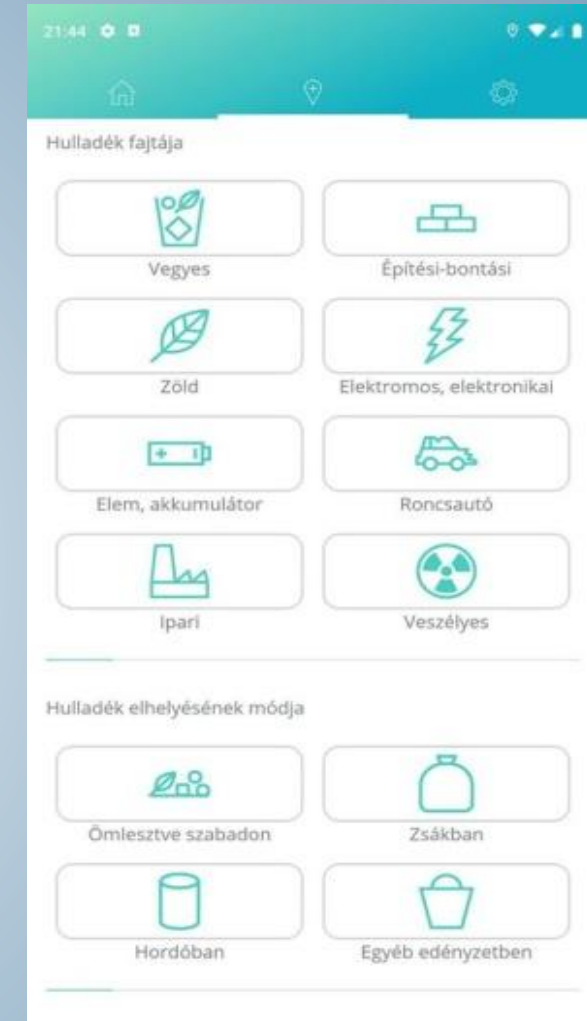 21:44
Hulladék fajtája
Vegyes
Építési-bontási
Zöld
Elektromos, elektronikai
Elem, akkumulátor
Roncsautó
Ipari
Veszélyes
Hulladék elhelyésének módja
Ömlesztve szabadon
Zsákban
Hordóban
Egyéb edényzetben